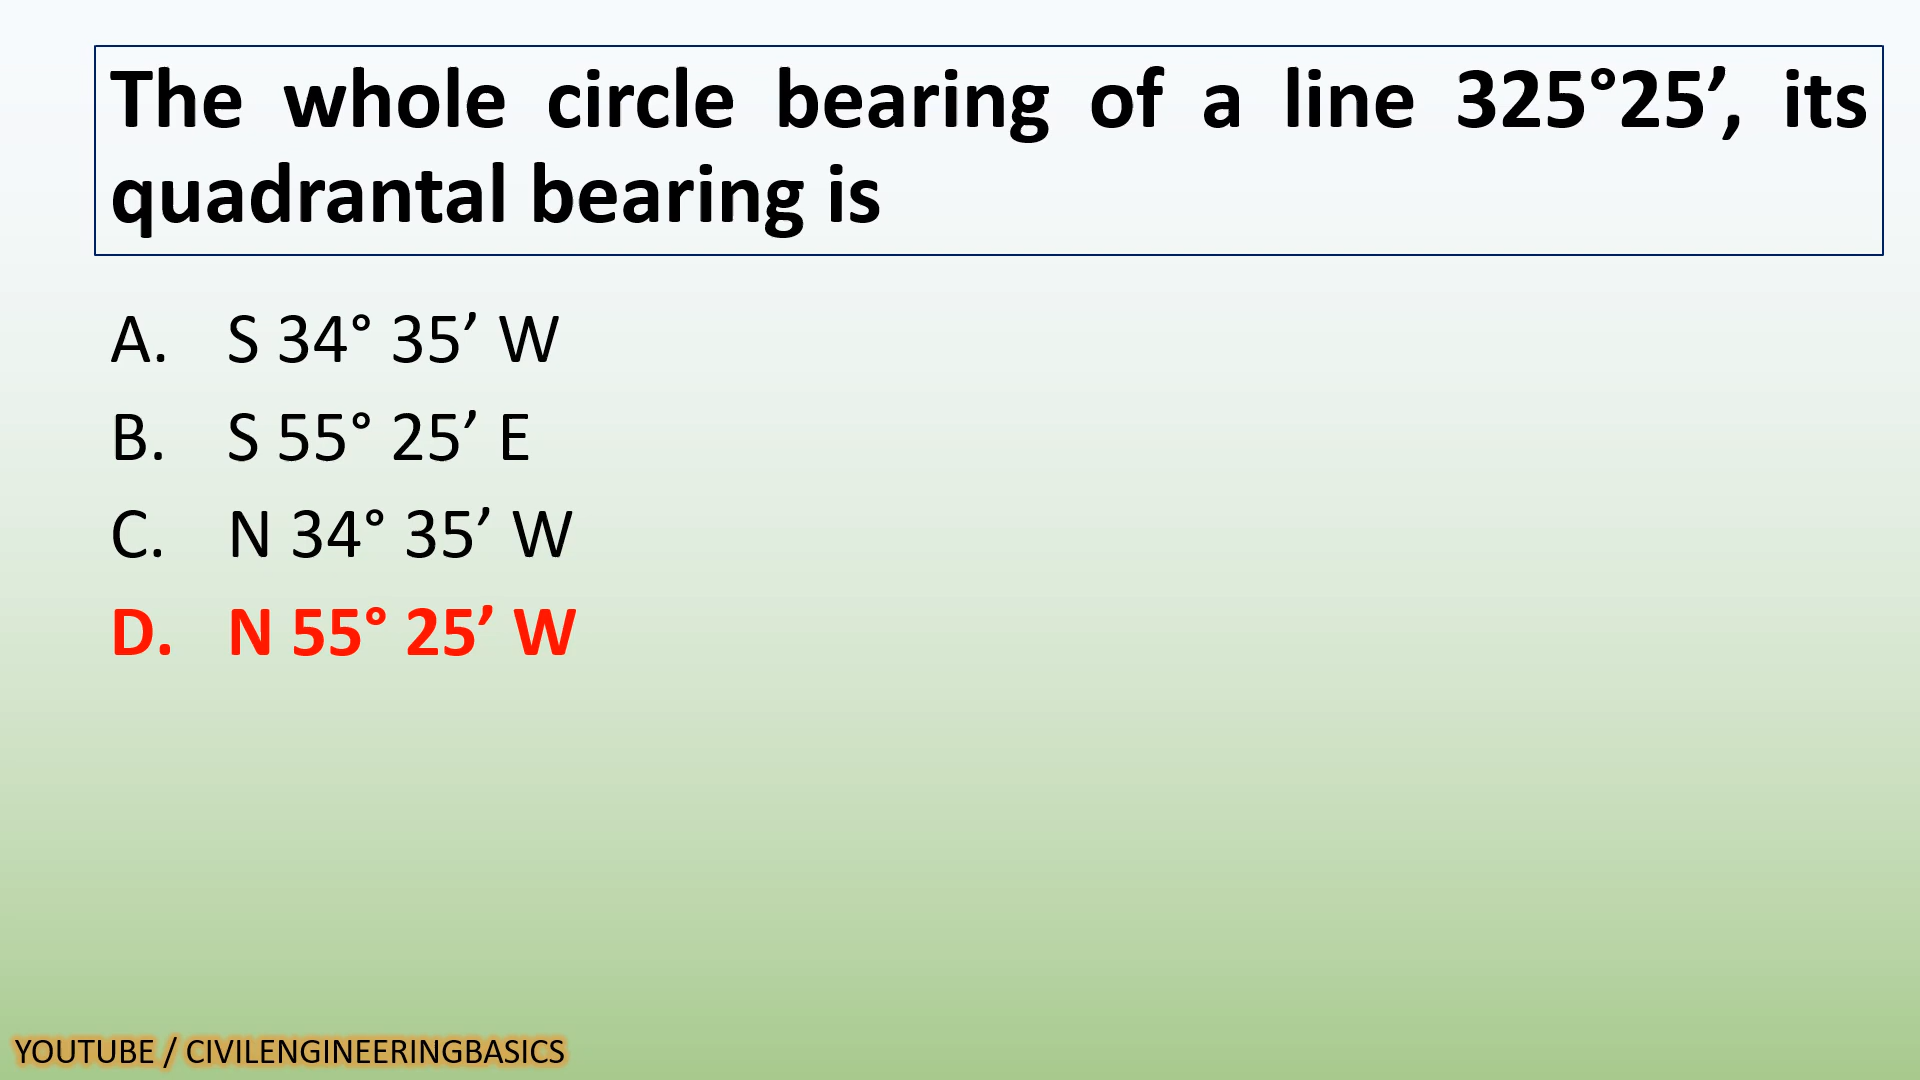 The whole circle bearing of a line 325°25’, its
quadrantal bearing is
A. S 34° 35’ W
B. S 55° 25’ E
C. N 34° 35’ W
D. N 55° 25’ W
YOUTUBE / CIVILENGINEERINGBASICS